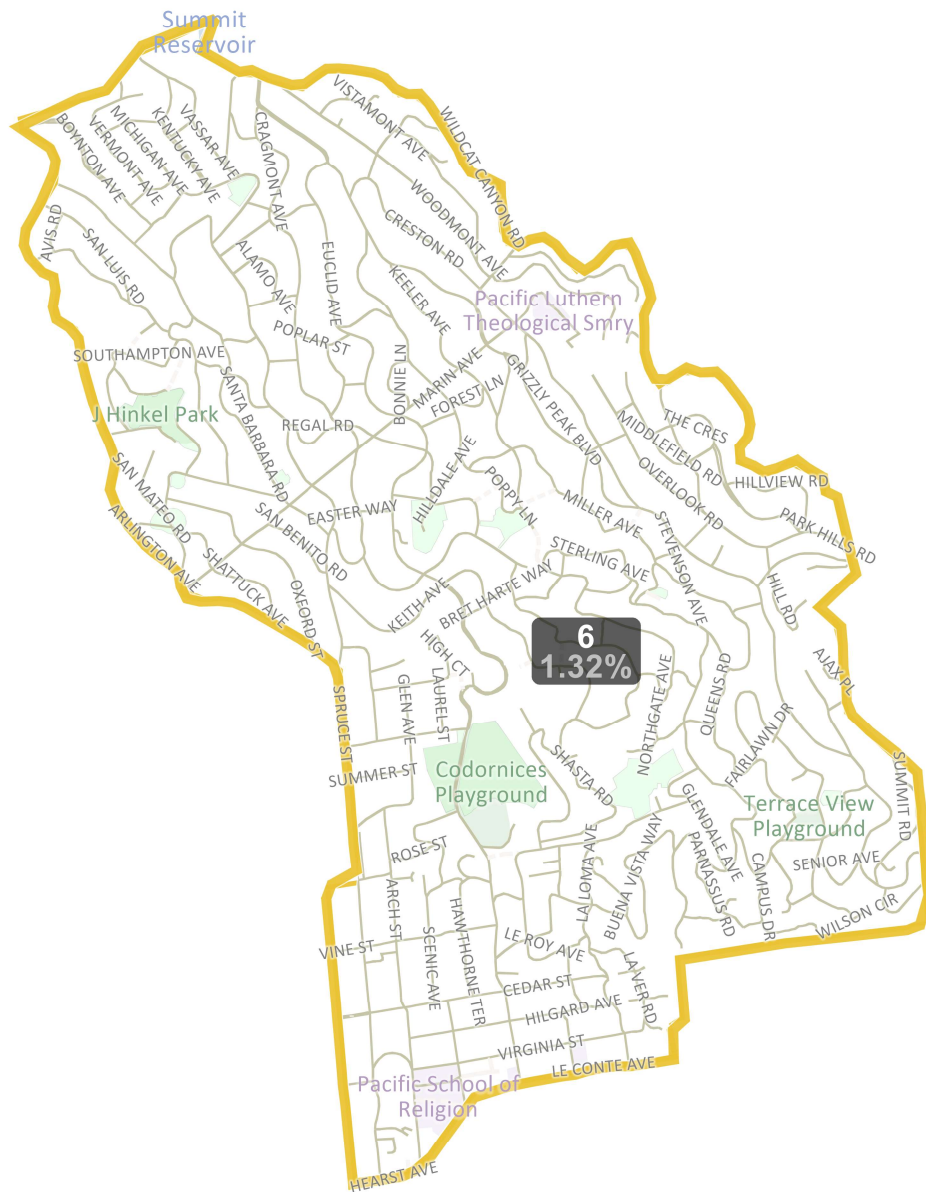 Summit
Reservoir
VISTAMONT AVE
WILDCAT CANYON RD
BOYNTON AVE
VERMONT AVE
MICHIGAN AVE
KENTUCKY AVE
VASSAR AVE
CRAGMONT AVE
WOODMONT AVE
CRESTON RD
AVIS RD
SAN LUIS RD
ALAMO AVE
EUCLID AVE
KEELER AVE
Pacific Luthern
Theological Smry
POPLAR ST
SOUTHAMPTON AVE
BONNIE LN
MARIN AVE
FOREST LN
GRIZZLY PEAK BLVD
J Hinkel Park
SANTA BARBARA RD
REGAL RD
THE CRES
MIDDLEFIELD RD
OVERLOOK RD
HILLVIEW RD
SAN MATEO RD
ARLINGTON AVE
HILLDALE AVE
POPPY LN
EASTER WAY
SAN BENITO RD
MILLER AVE
STEVENSON AVE
PARK HILLS RD
SHATTUCK AVE
OXFORD ST
STERLING AVE
BRET HARTE WAY
KEITH AVE
HILL RD
HIGH CT
6
1.32%
AJAX PL
GLEN AVE
LAUREL ST
NORTHGATE AVE
QUEENS RD
SPRUCE ST
FAIRLAWN DR
SUMMER ST
Codornices
Playground
SHASTA RD
SUMMIT RD
Terrace View
Playground
GLENDALE AVE
PARNASSUS RD
CAMPUS DR
SENIOR AVE
ROSE ST
LA LOMA AVE
BUENA VISTA WAY
ARCH ST
SCENIC AVE
HAWTHORNE TER
WILSON CIR
VINE ST
LE ROY AVE
CEDAR ST
LA VER RD
HILGARD AVE
VIRGINIA ST
LE CONTE AVE
Pacific School of
Religion
HEARST AVE